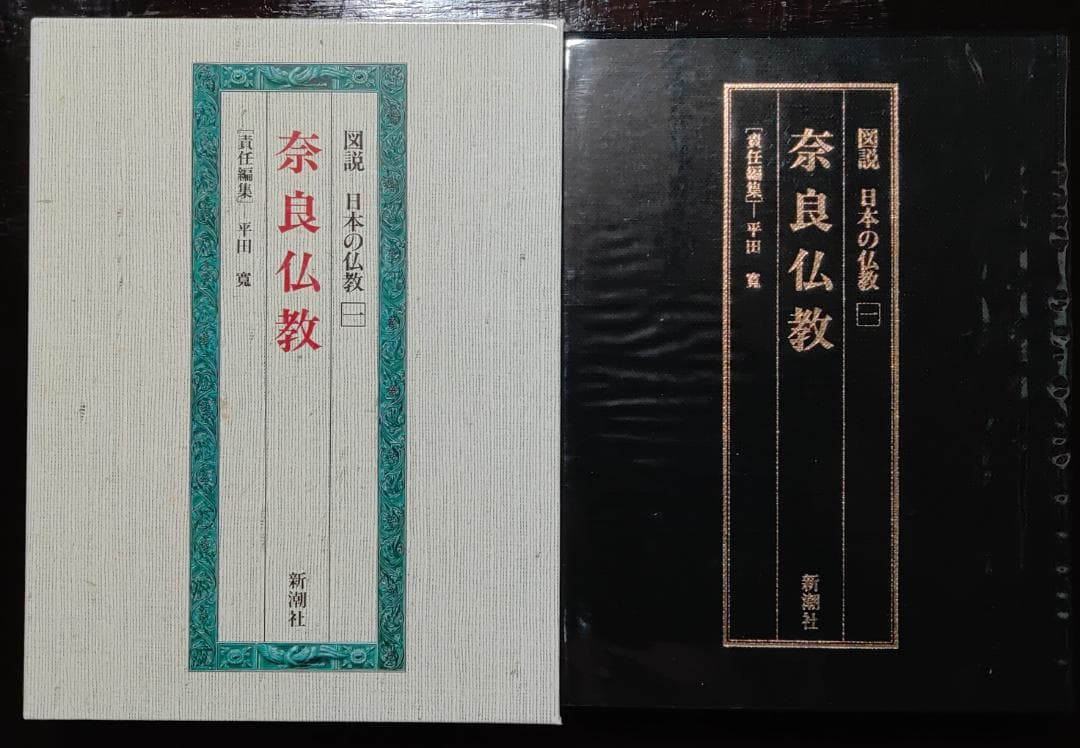 図説 日本の仏教 一
奈良仏教
[責任編集] 平田 寛
新潮社
図説 日本の仏教 一
奈良仏教
[責任編集]―平田 寛
新潮社